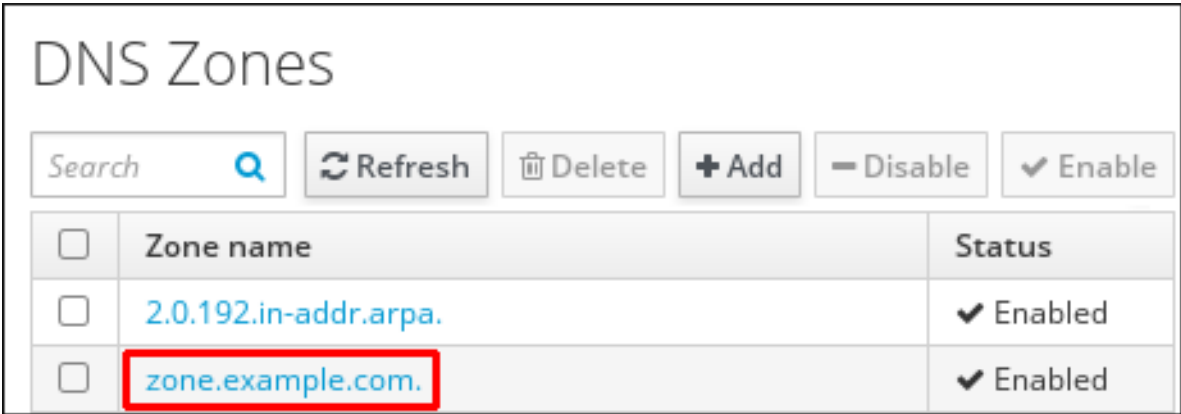 DNS Zones
Search Refresh Delete Add Disable Enable
Zone name Status
2.0.192.in-addr.arpa. Enabled
zone.example.com. Enabled